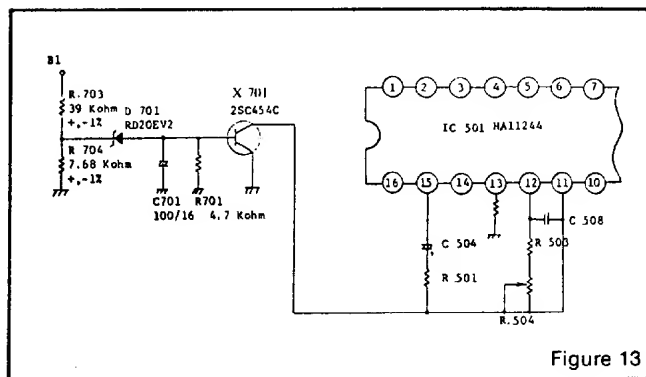 B1
R.703
39 Kohm
+,-1%
D 701
RD20EV2
R 704
7.68 Kohm
+,-1%
C701
100/16
R701
4.7 Kohm
X 701
2SC454C
1 2 3 4 5 6 7
IC 501 HA11244
16 15 14 13 12 11 10
C 504
R.501
C 508
R 503
R.504
Figure 13